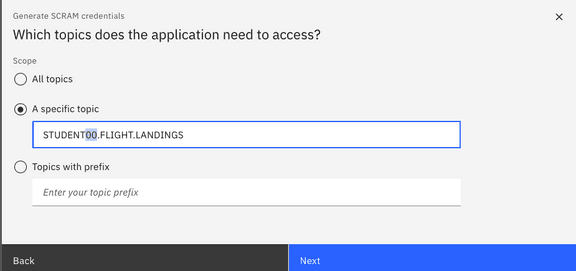 Generate SCRAM credentials
Which topics does the application need to access?
Scope
All topics
A specific topic
STUDENT00.FLIGHT.LANDINGS
Topics with prefix
Enter your topic prefix
Back
Next